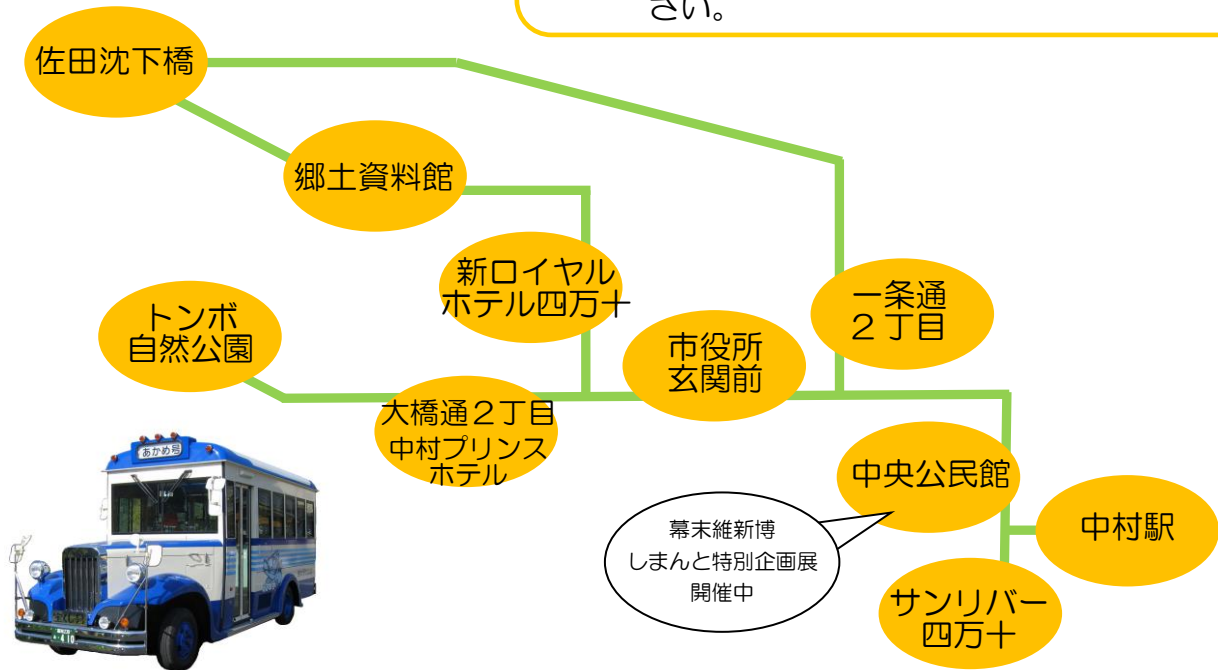 さい。
佐田沈下橋
郷土資料館
新ロイヤル
ホテル四万十
一条通
２丁目
トンボ
自然公園
市役所
玄関前
大橋通２丁目
中村プリンス
ホテル
中央公民館
中村駅
幕末維新博
しまんと特別企画展
開催中
サンリバー
四万十
あかめ号
・４１０